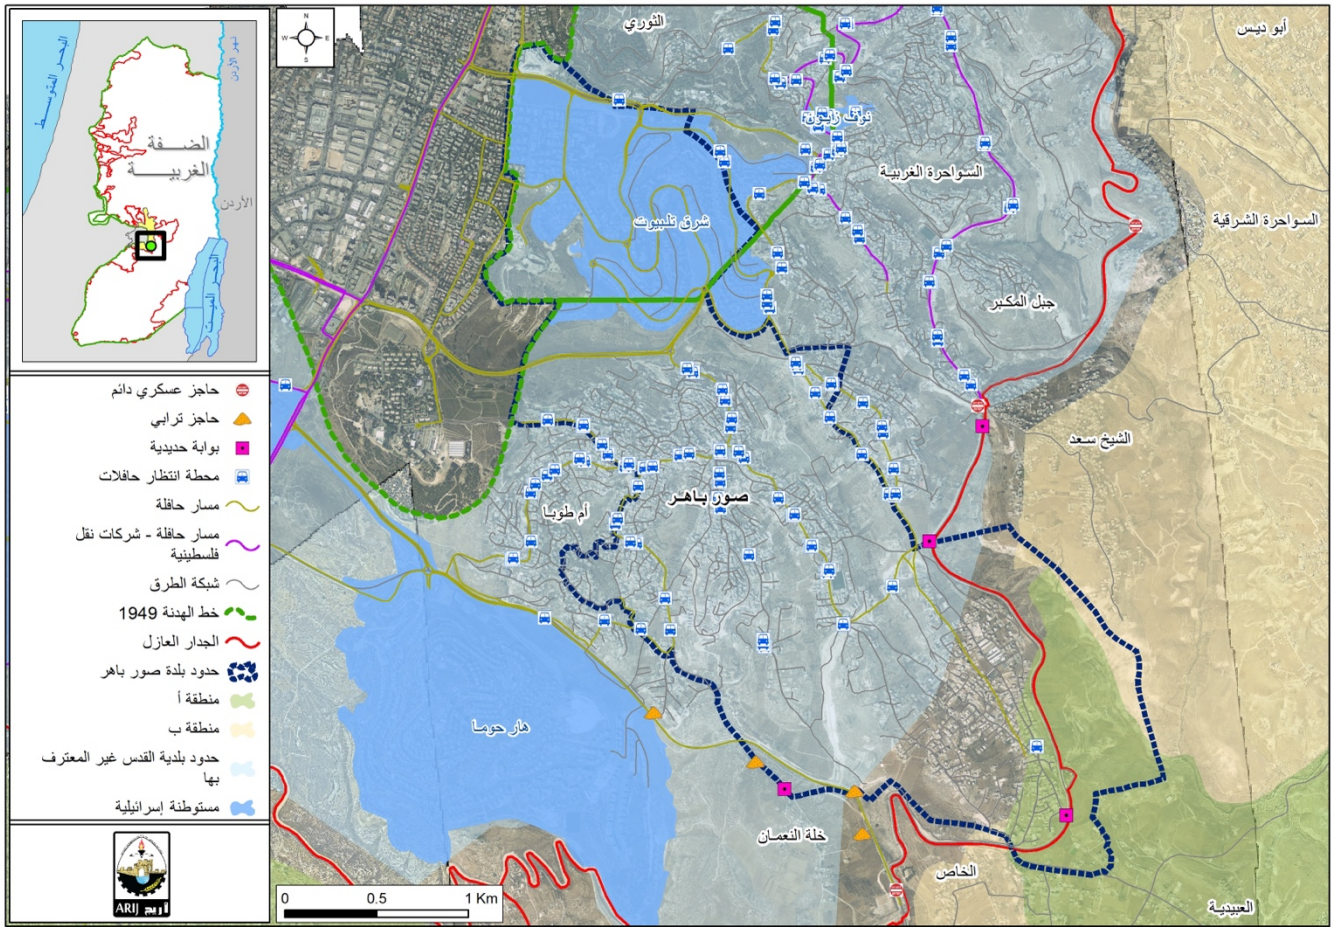 البحر المتوسط
نهر الأردن
الضفة
الغربية
الأردن
البحر الميت
حاجز عسكري دائم
حاجز ترابي
بوابة حديدية
محطة انتظار حافلات
مسار حافلة
مسار حافلة - شركات نقل
فلسطينية
شبكة الطرق
خط الهدنة 1949
الجدار العازل
حدود بلدة صور باهر
منطقة أ
منطقة ب
حدود بلدية القدس غير المعترف
بها
مستوطنة إسرائيلية
أريج ARIJ
N
W E
S
الثوري
أبو ديس
نوف زيون
السواحرة الغربية
السواحرة الشرقية
شرق تلبيوت
جبل المكبر
الشيخ سعد
صور باهر
أم طوبا
هار حوما
خلة النعمان
الخاص
العبيدية
0 0.5 1 Km